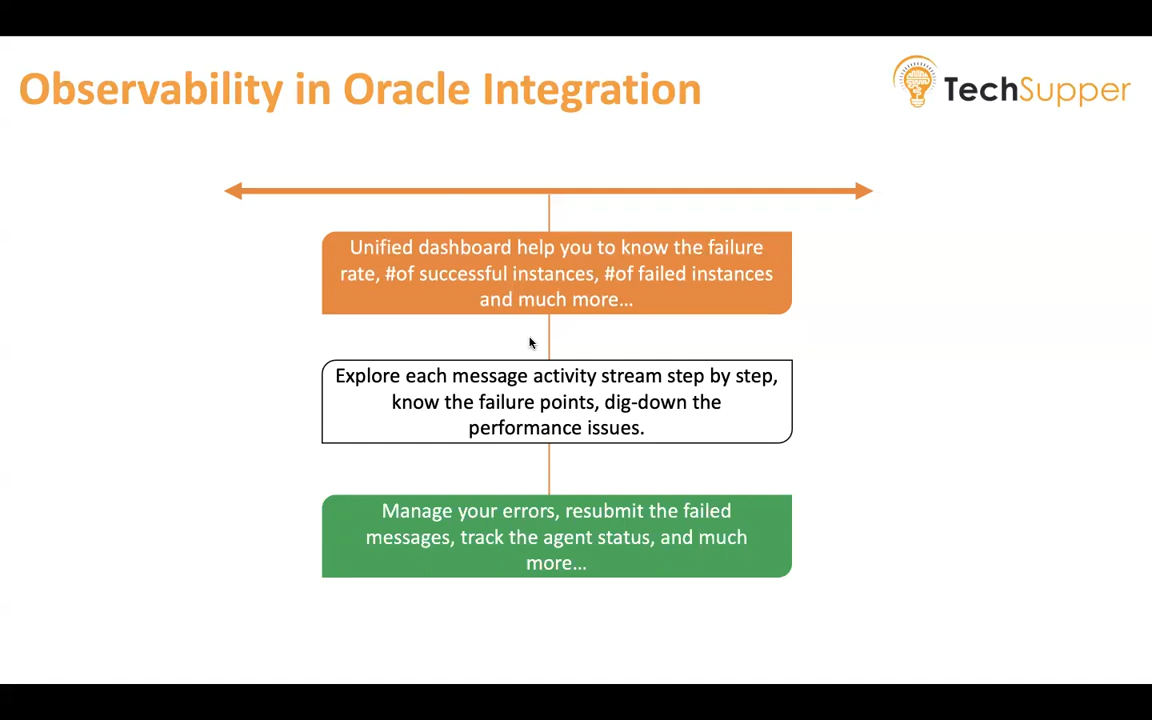 Observability in Oracle Integration
TechSupper
Unified dashboard help you to know the failure
rate, #of successful instances, #of failed instances
and much more…
Explore each message activity stream step by step,
know the failure points, dig-down the
performance issues.
Manage your errors, resubmit the failed
messages, track the agent status, and much
more…